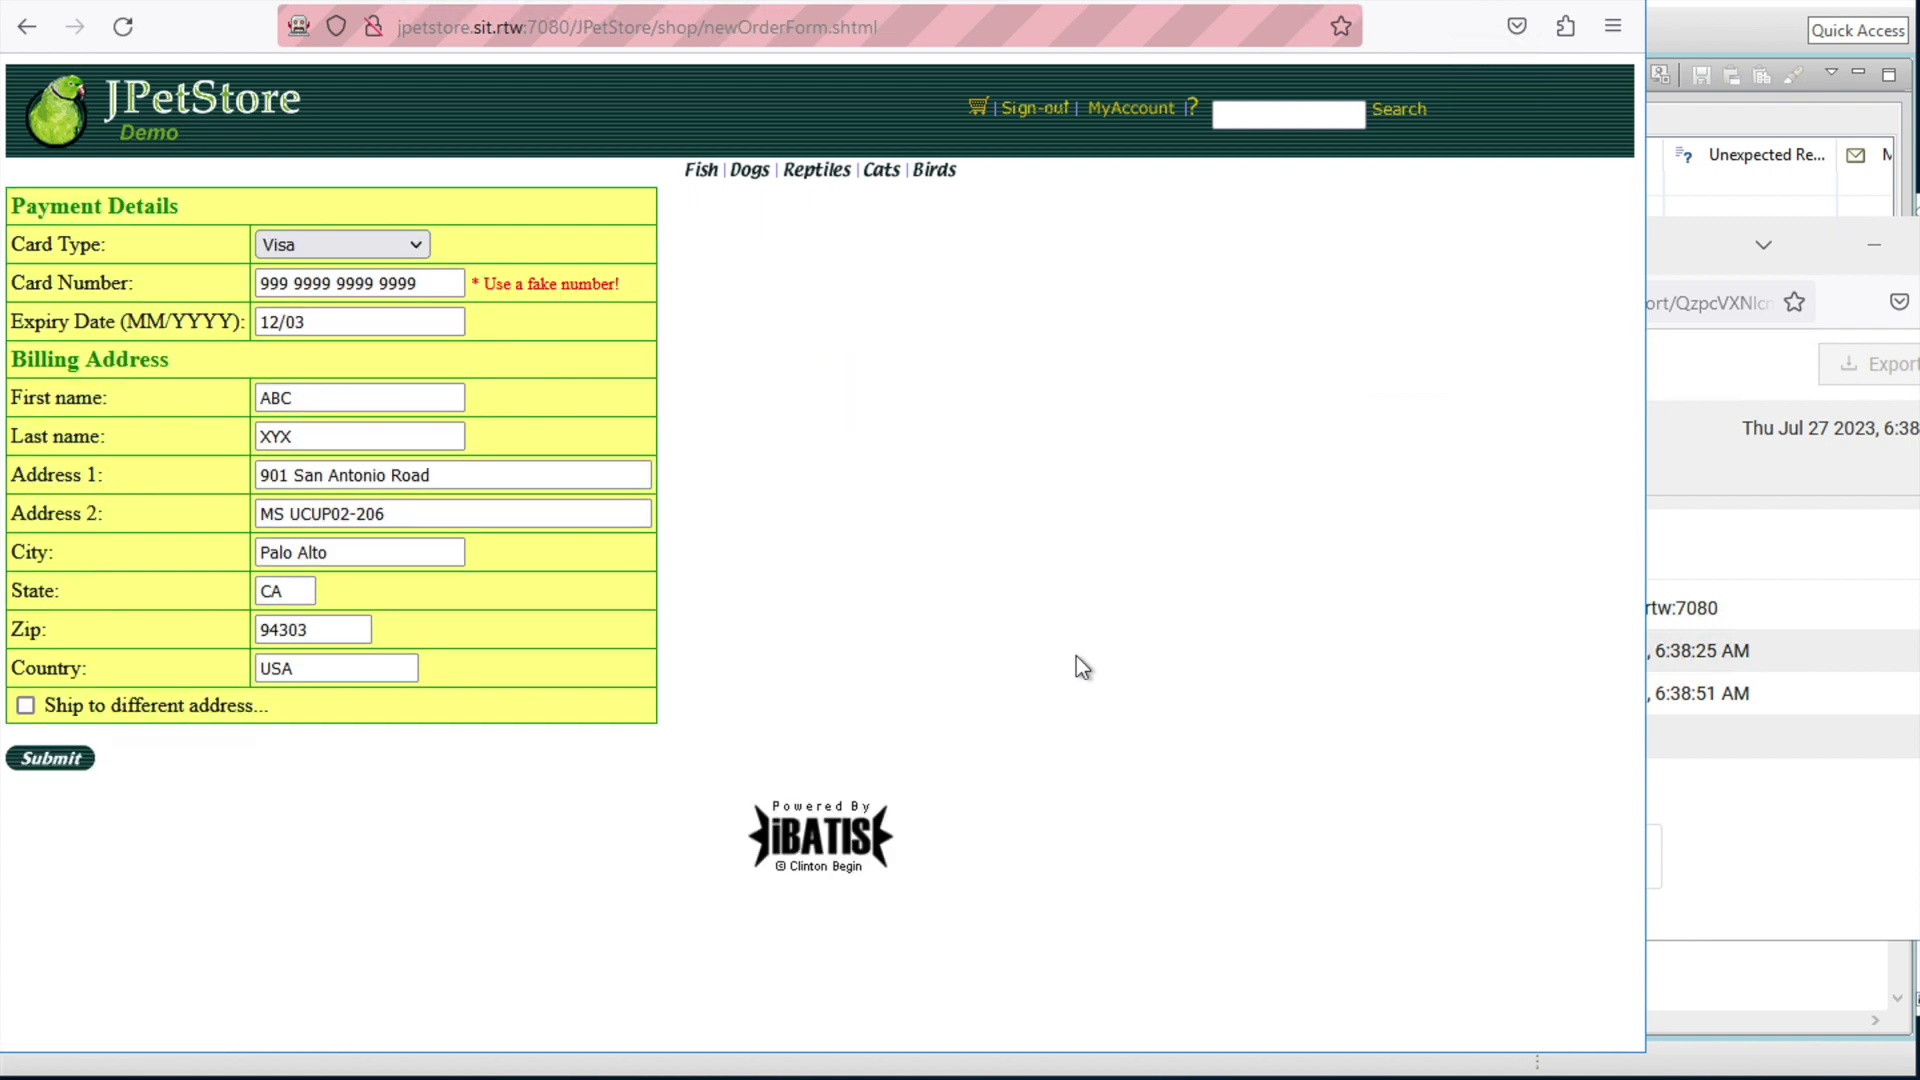 jpetstore.sit.rtw:7080/JPetStore/shop/newOrderForm.shtml
Quick Access
JPetStore
Demo
| Sign-out | MyAccount | ?
Search
Unexpected Re...
Fish | Dogs | Reptiles | Cats | Birds
Payment Details
Card Type:
Visa
Card Number:
999 9999 9999 9999
* Use a fake number!
Expiry Date (MM/YYYY):
12/03
Billing Address
First name:
ABC
Last name:
XYX
Address 1:
901 San Antonio Road
Address 2:
MS UCUP02-206
City:
Palo Alto
State:
CA
Zip:
94303
Country:
USA
Ship to different address...
Submit
Powered By
iBATIS
© Clinton Begin
Export
Thu Jul 27 2023, 6:38
rtw:7080
, 6:38:25 AM
, 6:38:51 AM